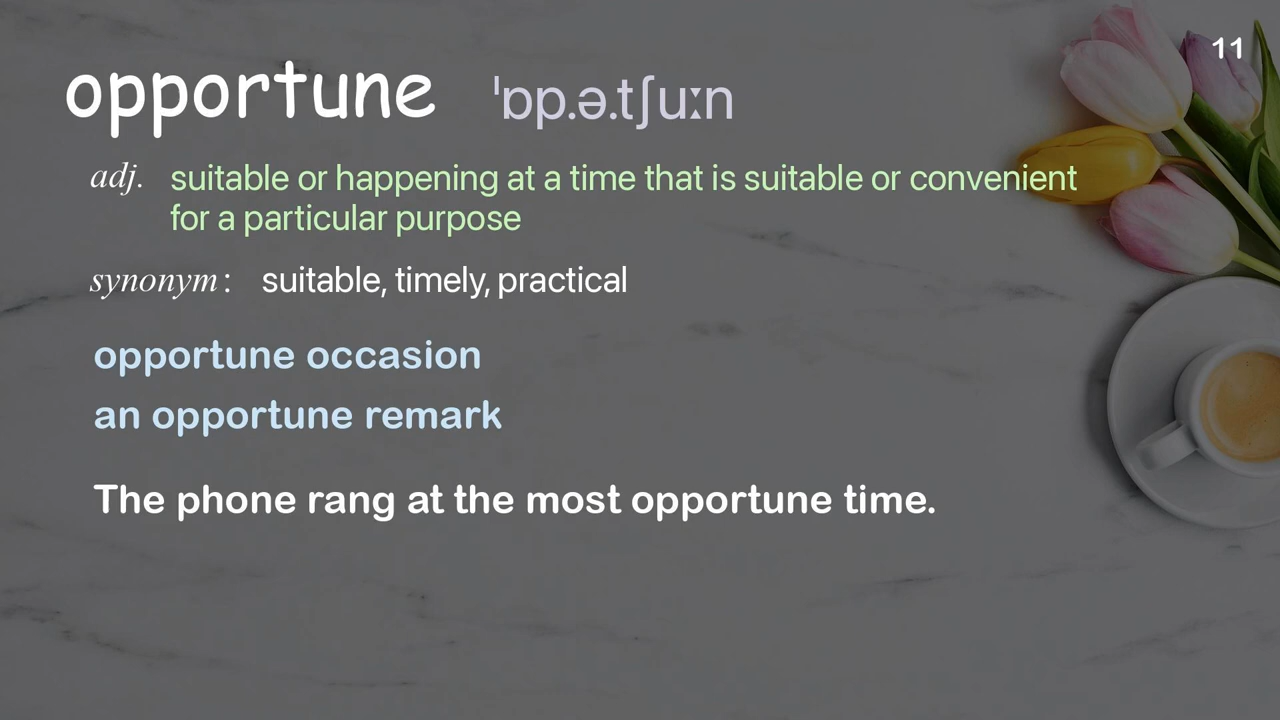 11
opportune ˈɒp.ə.tʃuːn
adj. suitable or happening at a time that is suitable or convenient
for a particular purpose
synonym: suitable, timely, practical
opportune occasion
an opportune remark
The phone rang at the most opportune time.